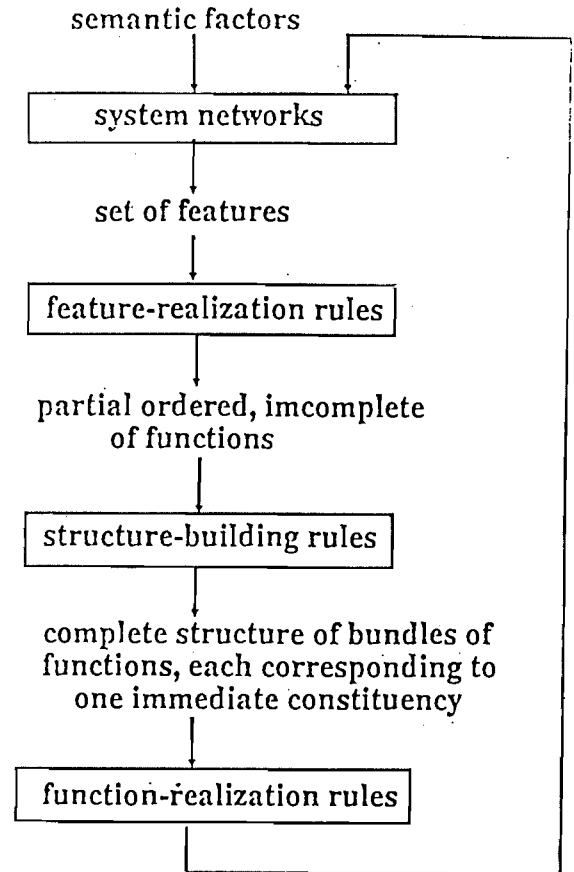 semantic factors
system networks
set of features
feature-realization rules
partial ordered, imcomplete
of functions
structure-building rules
complete structure of bundles of
functions, each corresponding to
one immediate constituency
function-realization rules